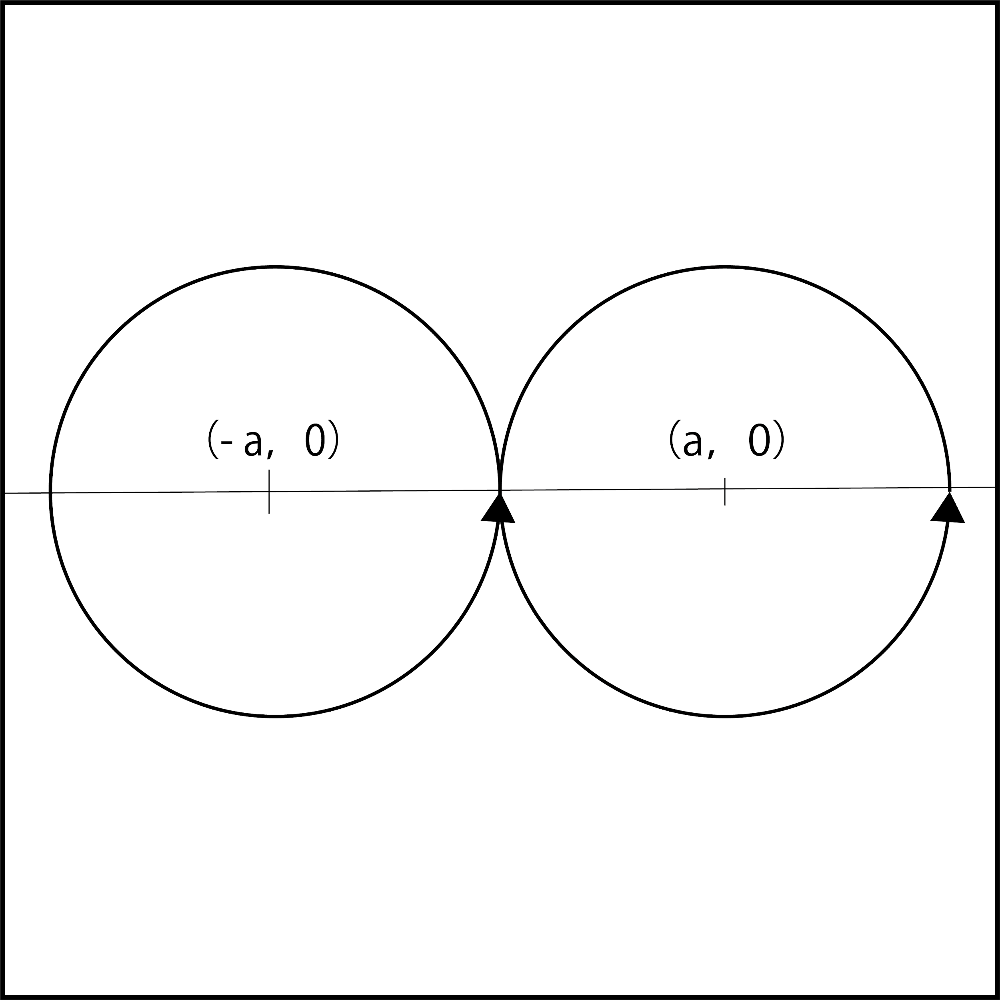 (- a, 0) (a, 0)